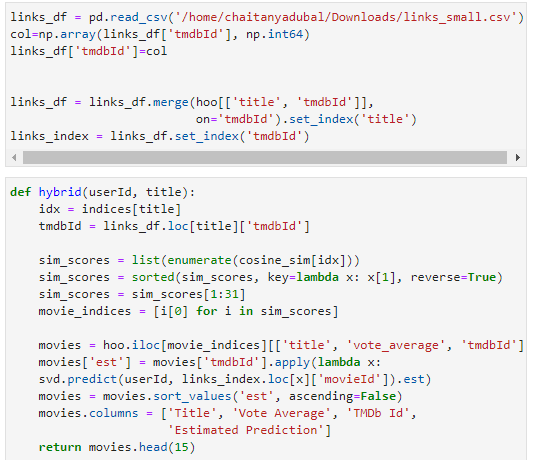 links_df = pd.read_csv('/home/chaitanyadubal/Downloads/links_small.csv')
col=np.array(links_df['tmdbId'], np.int64)
links_df['tmdbId']=col
links_df = links_df.merge(hoo[['title', 'tmdbId']],
                         on='tmdbId').set_index('title')
links_index = links_df.set_index('tmdbId')
def hybrid(userId, title):
    idx = indices[title]
    tmdbId = links_df.loc[title]['tmdbId']
    sim_scores = list(enumerate(cosine_sim[idx]))
    sim_scores = sorted(sim_scores, key=lambda x: x[1], reverse=True)
    sim_scores = sim_scores[1:31]
    movie_indices = [i[0] for i in sim_scores]
    movies = hoo.iloc[movie_indices][['title', 'vote_average', 'tmdbId']
    movies['est'] = movies['tmdbId'].apply(lambda x:
    svd.predict(userId, links_index.loc[x]['movieId']).est)
    movies = movies.sort_values('est', ascending=False)
    movies.columns = ['Title', 'Vote Average', 'TMDb Id',
                      'Estimated Prediction']
    return movies.head(15)